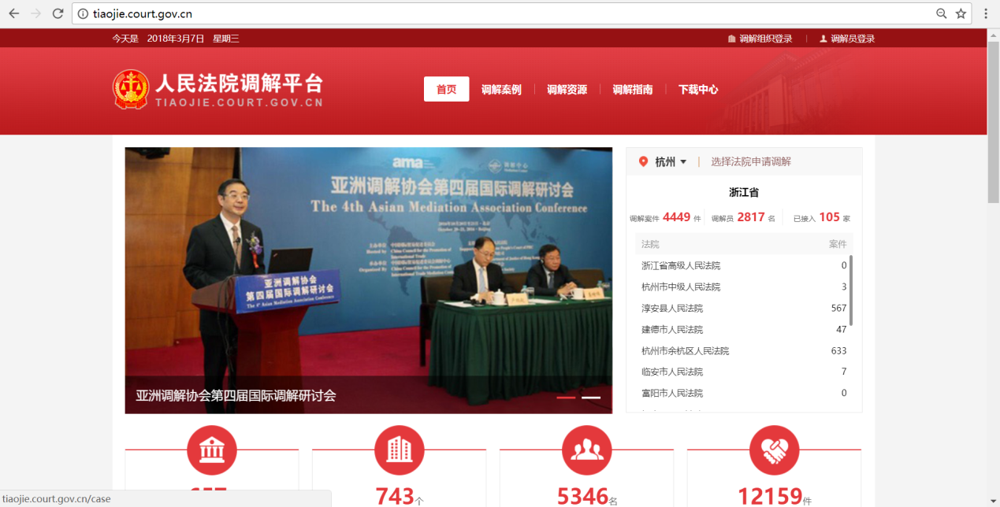 tiaojie.court.gov.cn
今天是 2018年3月7日 星期三
调解组织登录
调解员登录
人民法院调解平台
TIAOJIE.COURT.GOV.CN
首页
调解案例
调解资源
调解指南
下载中心
ama
亚洲调解协会第四届国际调解研讨会
The 4th Asian Mediation Association Conference
亚洲调解协会
第四届国际调解研讨会
The 4th Asian Mediation Association Conference
亚洲调解协会第四届国际调解研讨会
杭州
选择法院申请调解
浙江省
调解案件 4449 件
调解员 2817 名
已接入 105 家
法院 案件
浙江省高级人民法院 0
杭州市中级人民法院 3
淳安县人民法院 567
建德市人民法院 47
杭州市余杭区人民法院 633
临安市人民法院 7
富阳市人民法院 0
743个
5346名
12159件
tiaojie.court.gov.cn/case